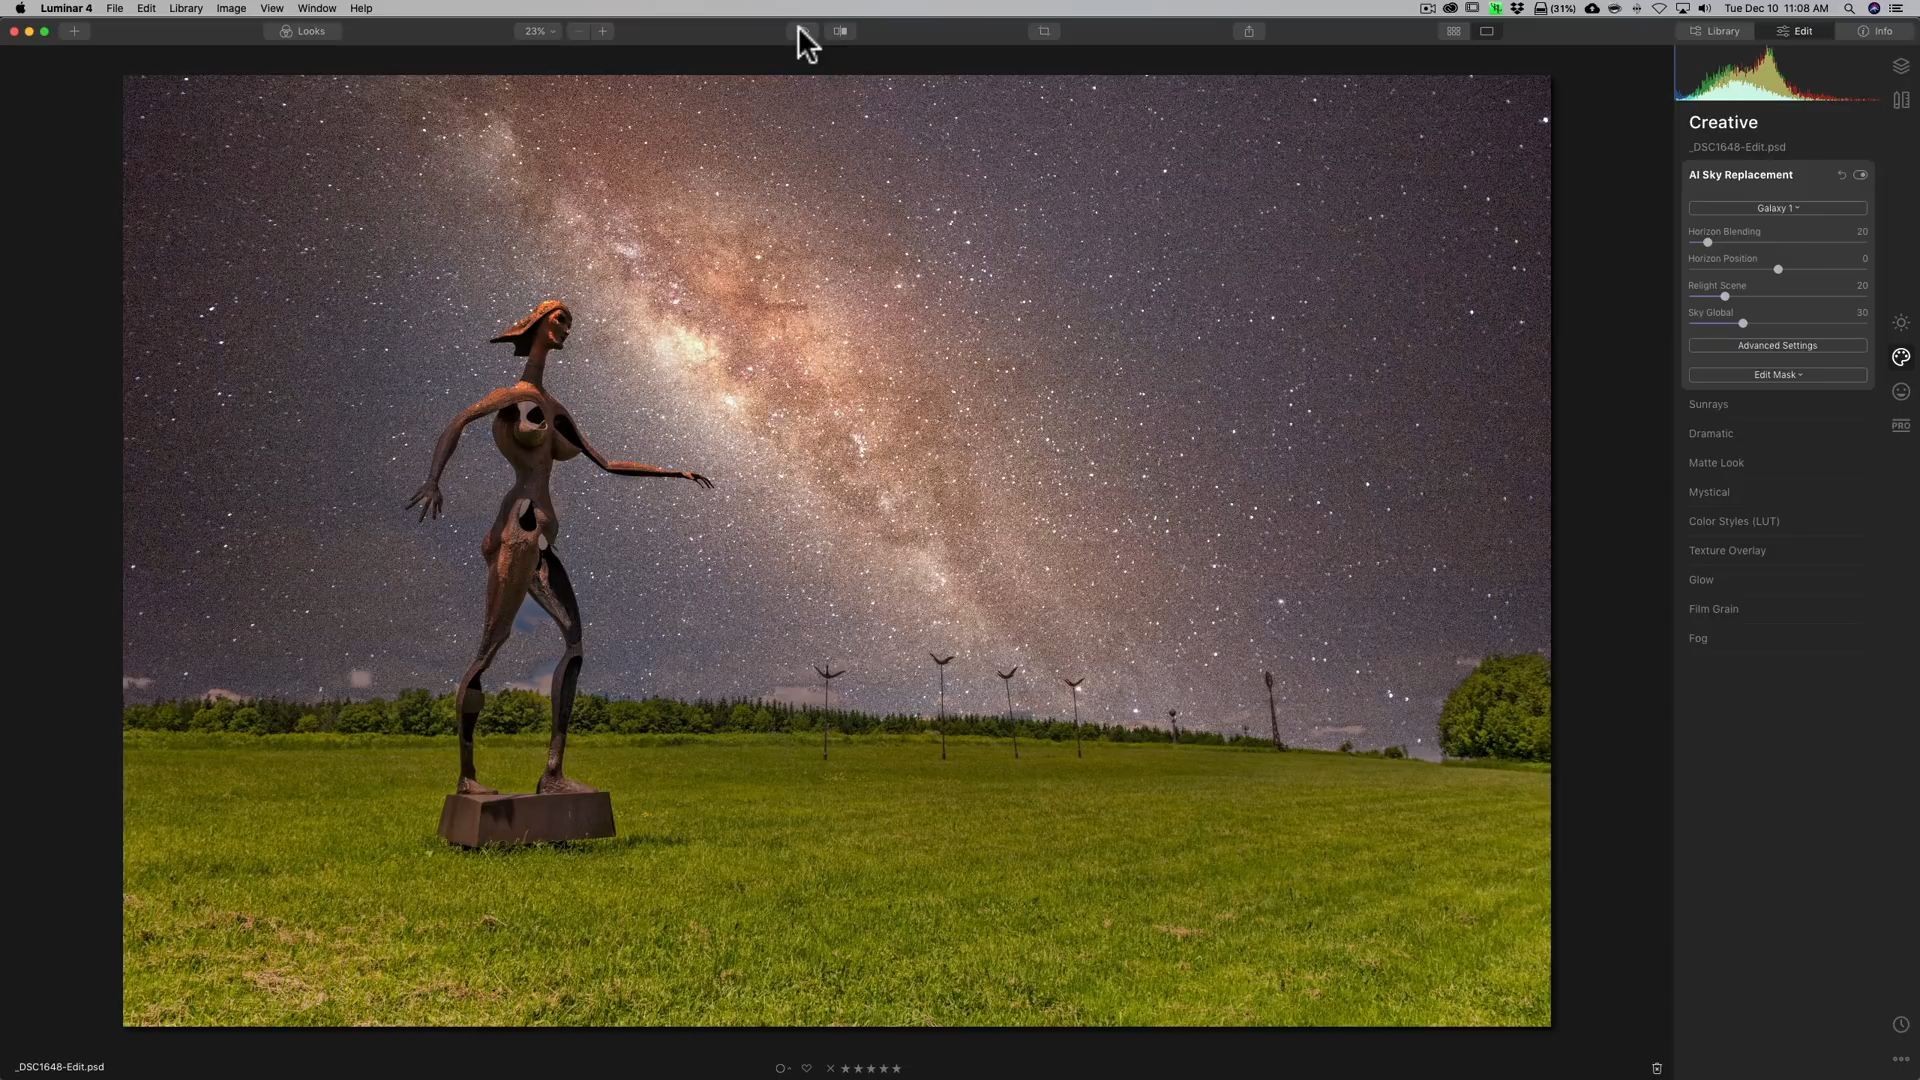 Luminar 4 File Edit Library Image View Window Help (31%) Tue Dec 10 11:08 AM
Looks 23% Library Edit Info
Creative
_DSC1648-Edit.psd
AI Sky Replacement
Galaxy 1
Horizon Blending 20
Horizon Position 0
Relight Scene 20
Sky Global 30
Advanced Settings
Edit Mask
Sunrays
Dramatic
Matte Look
PRO
Mystical
Color Styles (LUT)
Texture Overlay
Glow
Film Grain
Fog
_DSC1648-Edit.psd